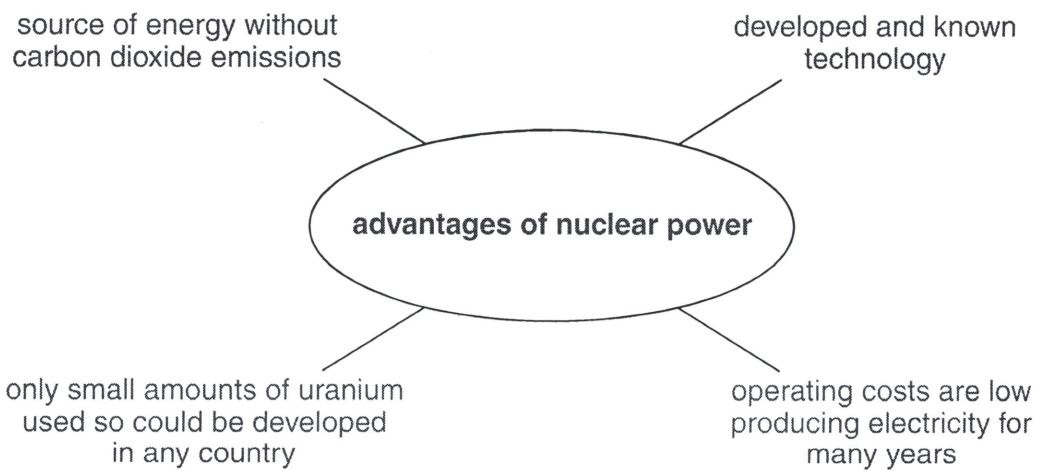 source of energy without
carbon dioxide emissions
developed and known
technology
advantages of nuclear power
only small amounts of uranium
used so could be developed
in any country
operating costs are low
producing electricity for
many years